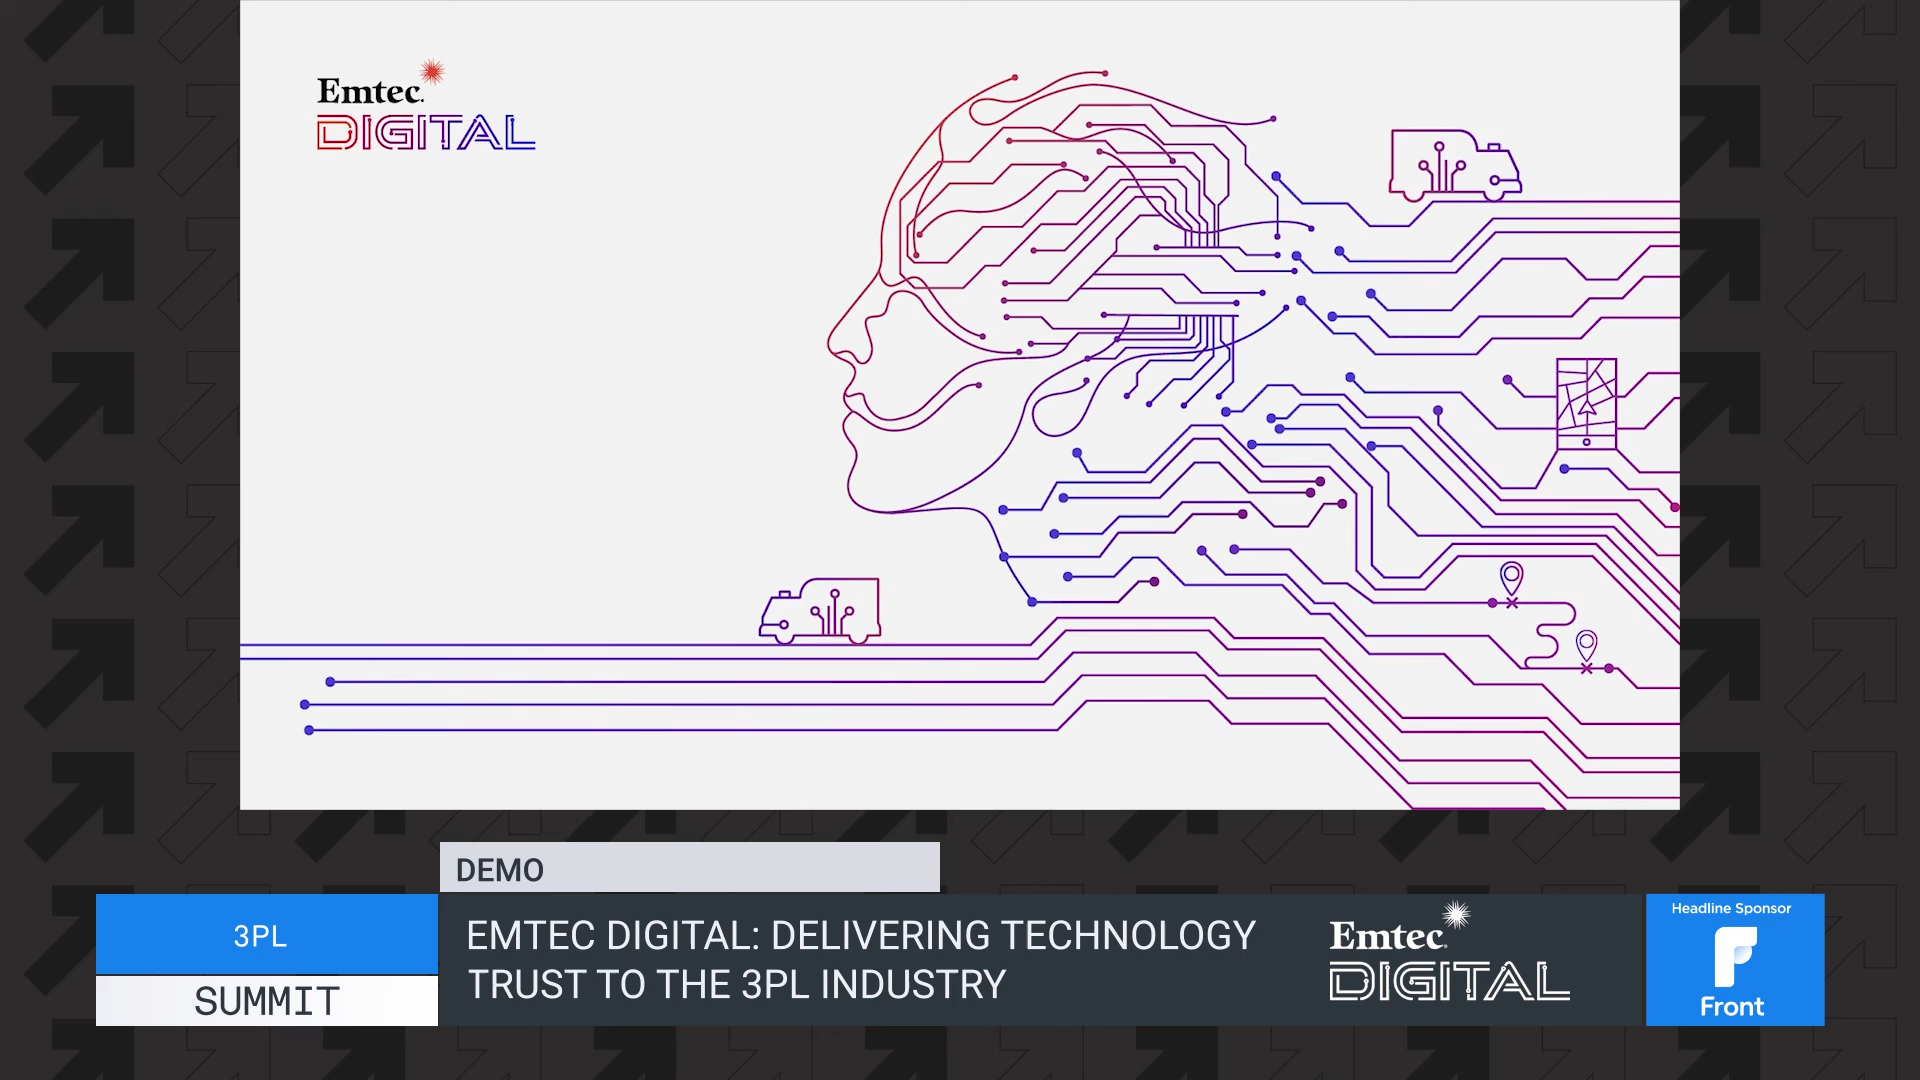 Emtec.
DIGITAL
DEMO
3PL
SUMMIT
EMTEC DIGITAL: DELIVERING TECHNOLOGY
TRUST TO THE 3PL INDUSTRY
Emtec.
DIGITAL
Headline Sponsor
Front